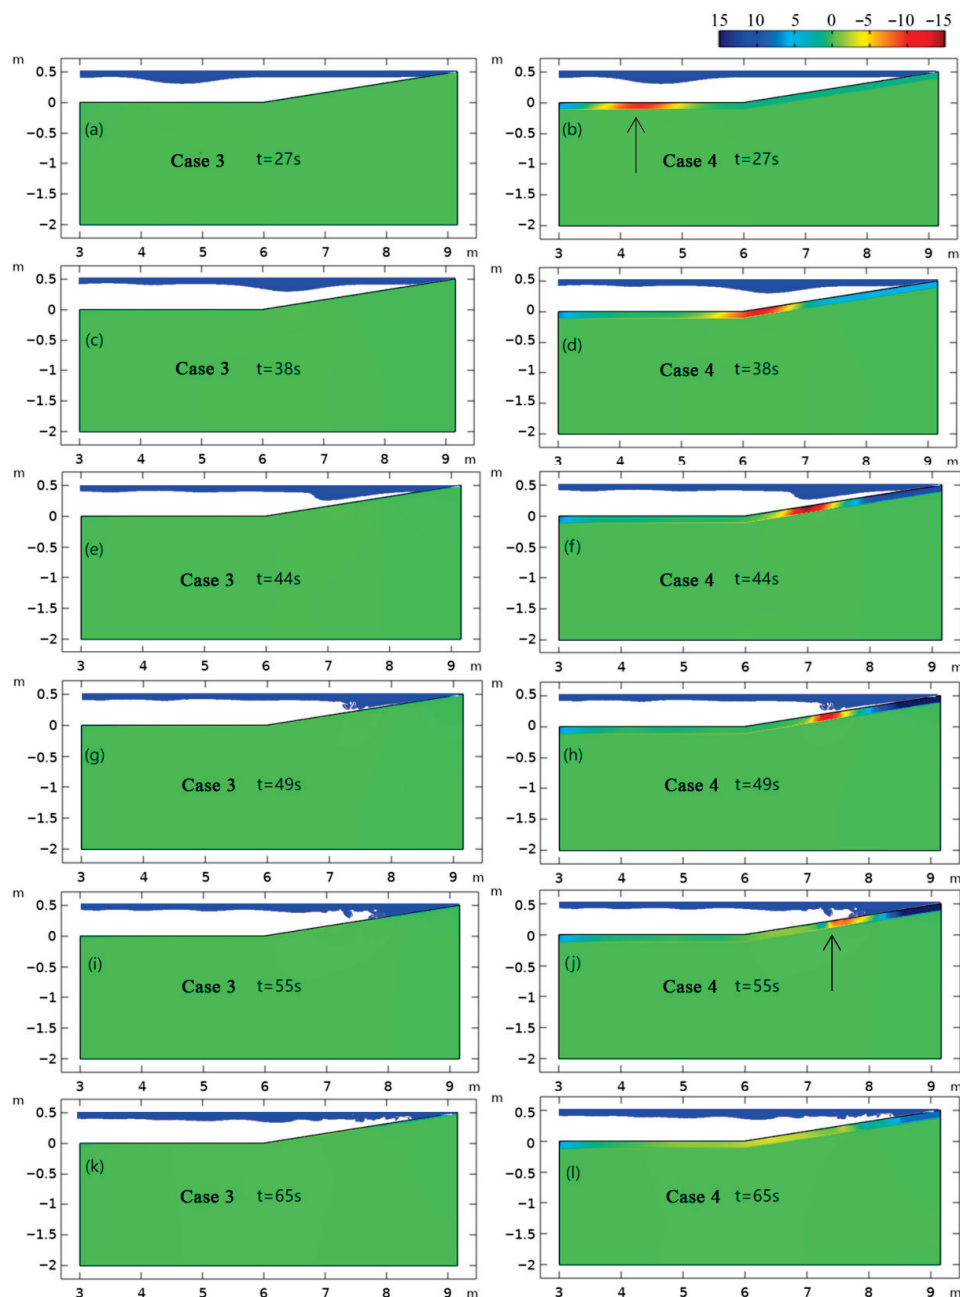 15 10 5 0 −5 −10 −15
m
0.5
0
−0.5
−1
−1.5
−2
(a)
Case 3 t=27s
3 4 5 6 7 8 9 m
m
0.5
0
−0.5
−1
−1.5
−2
(b)
Case 4 t=27s
3 4 5 6 7 8 9 m
m
0.5
0
−0.5
−1
−1.5
−2
(c)
Case 3 t=38s
3 4 5 6 7 8 9 m
m
0.5
0
−0.5
−1
−1.5
−2
(d)
Case 4 t=38s
3 4 5 6 7 8 9 m
m
0.5
0
−0.5
−1
−1.5
−2
(e)
Case 3 t=44s
3 4 5 6 7 8 9 m
m
0.5
0
−0.5
−1
−1.5
−2
(f)
Case 4 t=44s
3 4 5 6 7 8 9 m
m
0.5
0
−0.5
−1
−1.5
−2
(g)
Case 3 t=49s
3 4 5 6 7 8 9 m
m
0.5
0
−0.5
−1
−1.5
−2
(h)
Case 4 t=49s
3 4 5 6 7 8 9 m
m
0.5
0
−0.5
−1
−1.5
−2
(i)
Case 3 t=55s
3 4 5 6 7 8 9 m
m
0.5
0
−0.5
−1
−1.5
−2
(j)
Case 4 t=55s
3 4 5 6 7 8 9 m
m
0.5
0
−0.5
−1
−1.5
−2
(k)
Case 3 t=65s
3 4 5 6 7 8 9 m
m
0.5
0
−0.5
−1
−1.5
−2
(l)
Case 4 t=65s
3 4 5 6 7 8 9 m